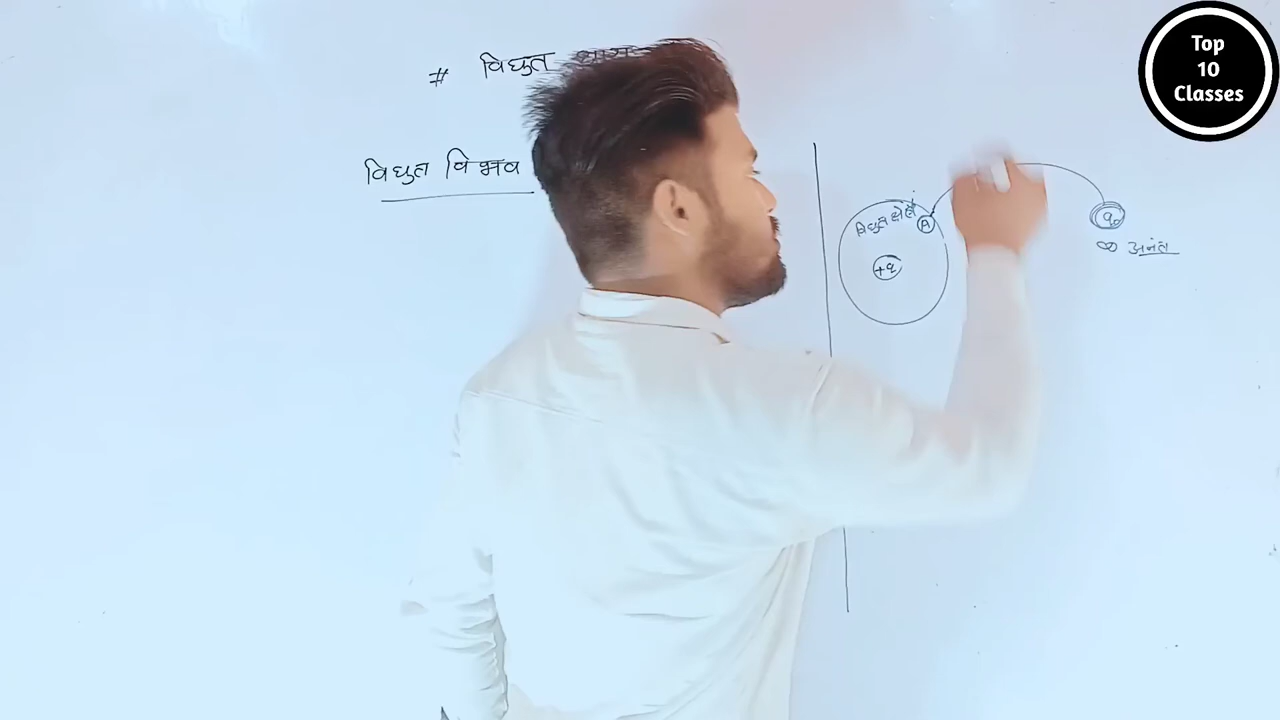 # विद्युत धारा
विद्युत विभव
विद्युत क्षेत्र
A
+q
q₀
∞ अनंत
Top
10
Classes